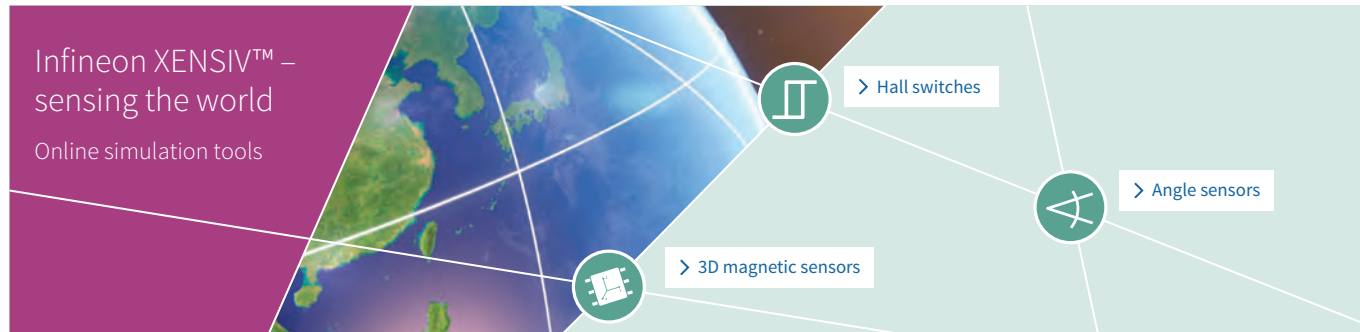 Infineon XENSIV™ –
sensing the world
Online simulation tools
Hall switches
Angle sensors
3D magnetic sensors